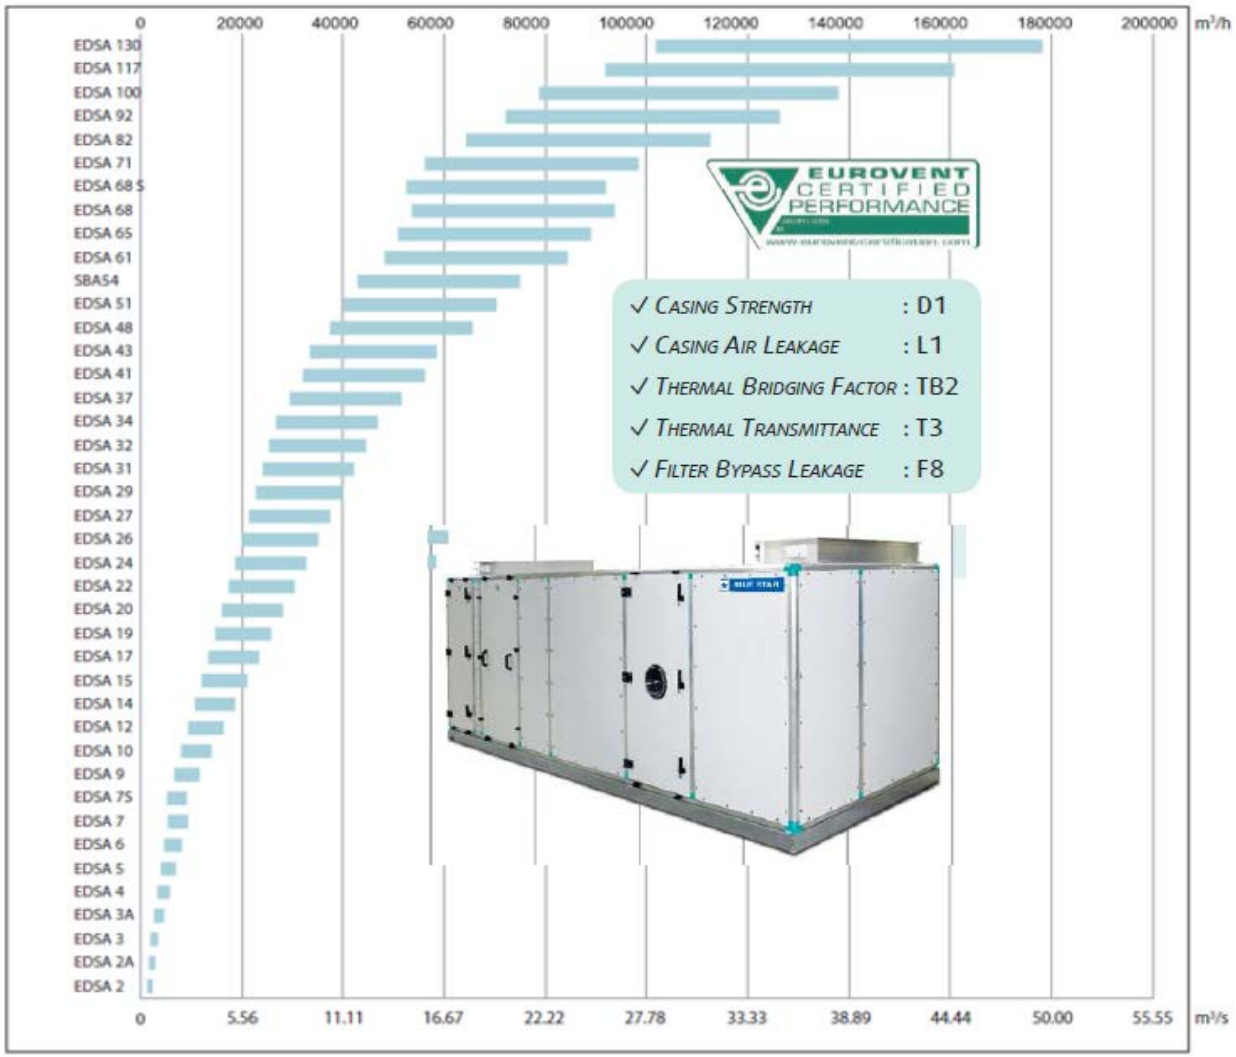 0 20000 40000 60000 80000 100000 120000 140000 160000 180000 200000 m³/h
EDSA 130
EDSA 117
EDSA 100
EDSA 92
EDSA 82
EDSA 71
EDSA 68 S
EDSA 68
EDSA 65
EDSA 61
SBA54
EDSA 51
EDSA 48
EDSA 43
EDSA 41
EDSA 37
EDSA 34
EDSA 32
EDSA 31
EDSA 29
EDSA 27
EDSA 26
EDSA 24
EDSA 22
EDSA 20
EDSA 19
EDSA 17
EDSA 15
EDSA 14
EDSA 12
EDSA 10
EDSA 9
EDSA 7S
EDSA 7
EDSA 6
EDSA 5
EDSA 4
EDSA 3A
EDSA 3
EDSA 2A
EDSA 2
0 5.56 11.11 16.67 22.22 27.78 33.33 38.89 44.44 50.00 55.55 m³/s
EUROVENT
CERTIFIED
PERFORMANCE
www.eurovent-certification.com
✓ CASING STRENGTH : D1
✓ CASING AIR LEAKAGE : L1
✓ THERMAL BRIDGING FACTOR : TB2
✓ THERMAL TRANSMITTANCE : T3
✓ FILTER BYPASS LEAKAGE : F8
BLUE STAR